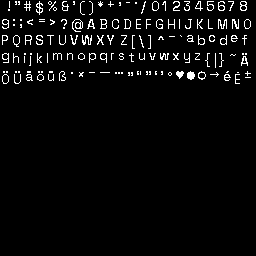 !"#$%&'()*+,-./012345678
9:;<=>?@ABCDEFGHIJKLMNO
PQRSTUVWXYZ[\]^_`abcdef
ghijklmnopqrstuvwxyz{|}~Ä
ÖÜäöüß